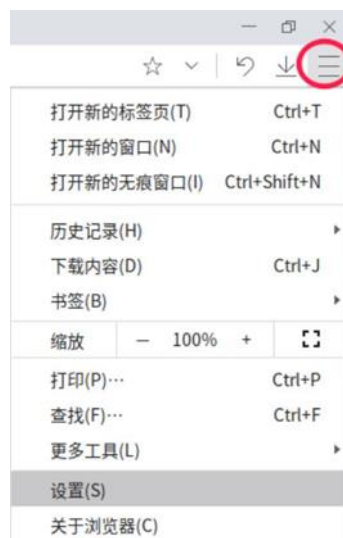 打开新的标签页(T) Ctrl+T
打开新的窗口(N) Ctrl+N
打开新的无痕窗口(I) Ctrl+Shift+N
历史记录(H)
下载内容(D) Ctrl+J
书签(B)
缩放 — 100% +
打印(P)··· Ctrl+P
查找(F)··· Ctrl+F
更多工具(L)
设置(S)
关于浏览器(C)